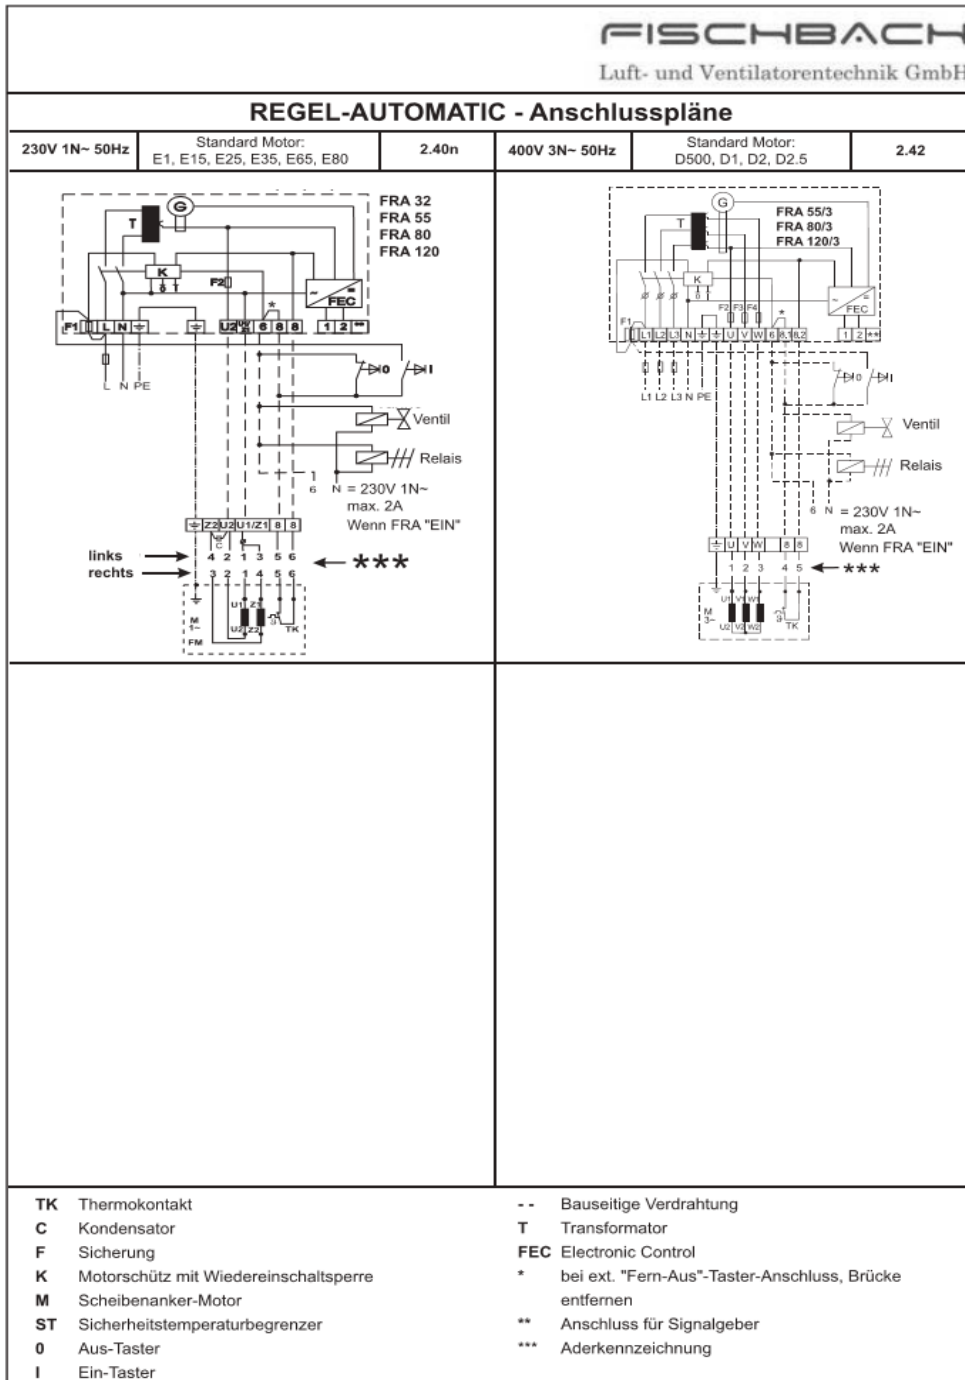 FISCHBACH
Luft- und Ventilatorentechnik GmbH
REGEL-AUTOMATIC - Anschlusspläne
230V 1N~ 50Hz
Standard Motor:
E1, E15, E25, E35, E65, E80
2.40n
400V 3N~ 50Hz
Standard Motor:
D500, D1, D2, D2.5
2.42
FRA 32
FRA 55
FRA 80
FRA 120
G
T
K
0 T
F2
~ =
FEC
*
F1 L N U2 6 8 8 1 2 **
L N PE
0 I
Ventil
Relais
6 N = 230V 1N~
max. 2A
Wenn FRA "EIN"
Z2 U2 U1/Z1 8 8
C
links 4 2 1 3 5 6
rechts 3 2 1 4 5 6
***
U1 Z1
M
1~
U2 Z2 TK
FM
G
FRA 55/3
FRA 80/3
FRA 120/3
T
K
0
F2 F3 F4
~ =
FEC
*
F1 L1 L2 L3 N U V W 6 8,1 8,2 1 2 **
L1 L2 L3 N PE
0 I
Ventil
Relais
6 N = 230V 1N~
max. 2A
Wenn FRA "EIN"
U V W 8 8
1 2 3 4 5
***
U1 V1 W1
M
3~
U2 V2 W2 TK
TK Thermokontakt
C Kondensator
F Sicherung
K Motorschütz mit Wiedereinschaltsperre
M Scheibenanker-Motor
ST Sicherheitstemperaturbegrenzer
0 Aus-Taster
I Ein-Taster
- - Bauseitige Verdrahtung
T Transformator
FEC Electronic Control
* bei ext. "Fern-Aus"-Taster-Anschluss, Brücke
entfernen
** Anschluss für Signalgeber
*** Aderkennzeichnung